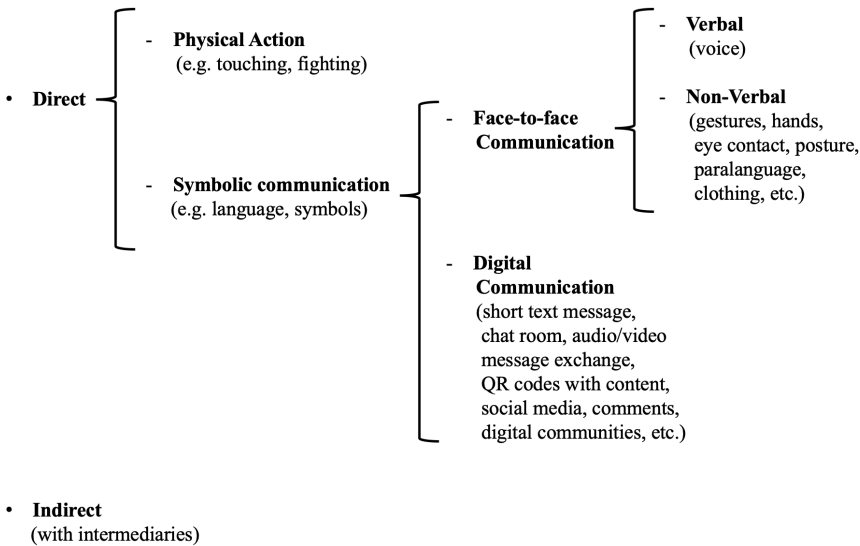 • Direct
- Physical Action
(e.g. touching, fighting)
- Symbolic communication
(e.g. language, symbols)
- Face-to-face
Communication
- Verbal
(voice)
- Non-Verbal
(gestures, hands,
eye contact, posture,
paralanguage,
clothing, etc.)
- Digital
Communication
(short text message,
chat room, audio/video
message exchange,
QR codes with content,
social media, comments,
digital communities, etc.)
• Indirect
(with intermediaries)